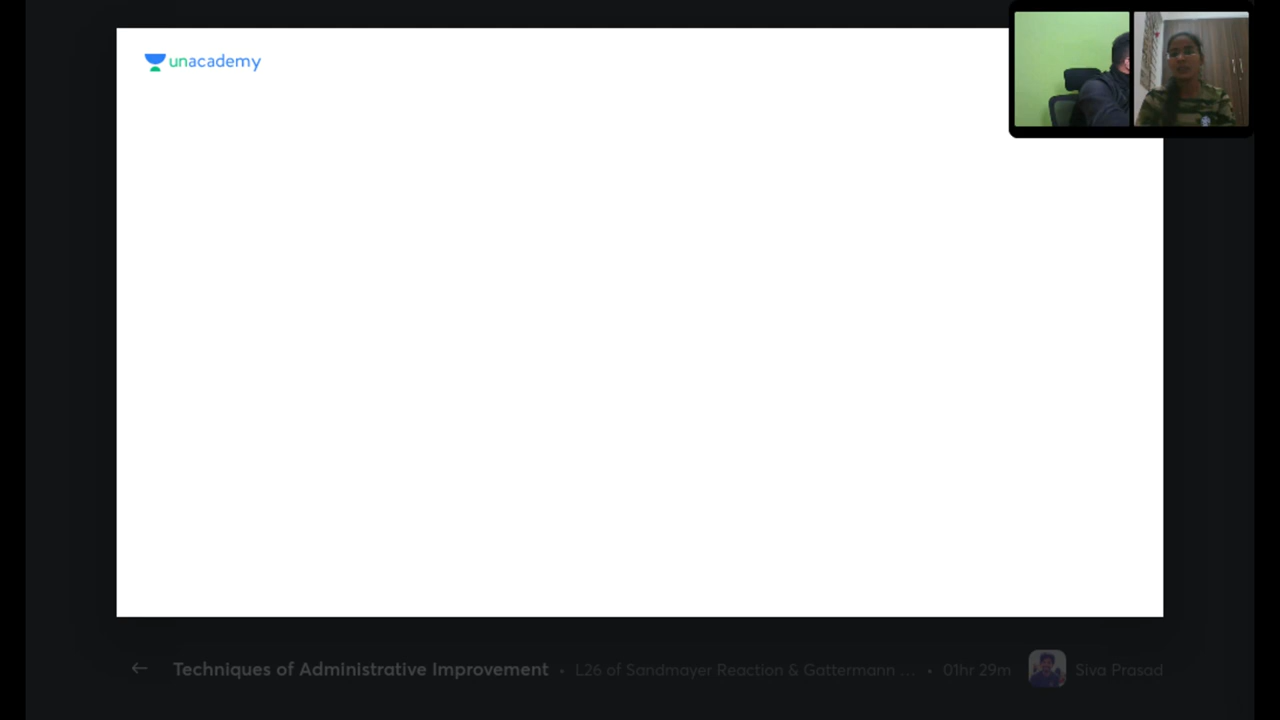 unacademy
Techniques of Administrative Improvement • L26 of Sandmayer Reaction & Gattermann ... • 01hr 29m Siva Prasad